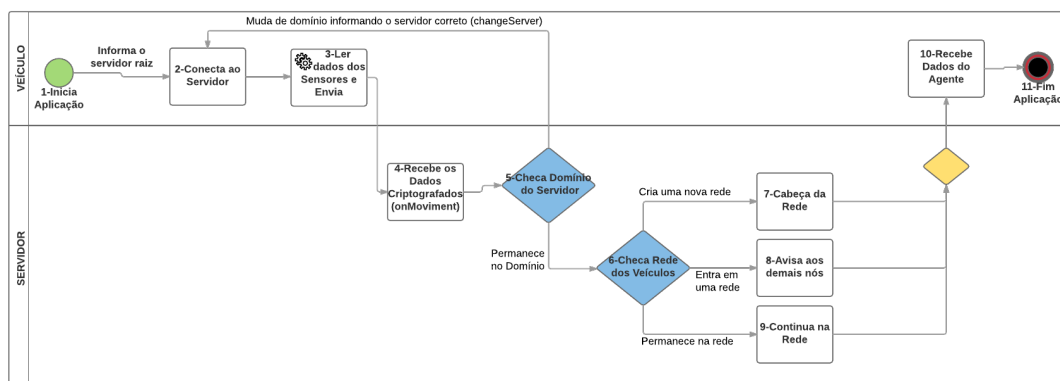 VEÍCULO
Muda de domínio informando o servidor correto (changeServer)
Informa o
servidor raiz
1-Inicia
Aplicação
2-Conecta ao
Servidor
3-Ler
dados dos
Sensores e
Envia
10-Recebe
Dados do
Agente
11-Fim
Aplicação
SERVIDOR
4-Recebe os
Dados
Criptografados
(onMoviment)
5-Checa Domínio
do Servidor
Permanece
no Domínio
6-Checa Rede
dos Veículos
Cria uma nova rede
Entra em
uma rede
Permanece na rede
7-Cabeça da
Rede
8-Avisa aos
demais nós
9-Continua na
Rede